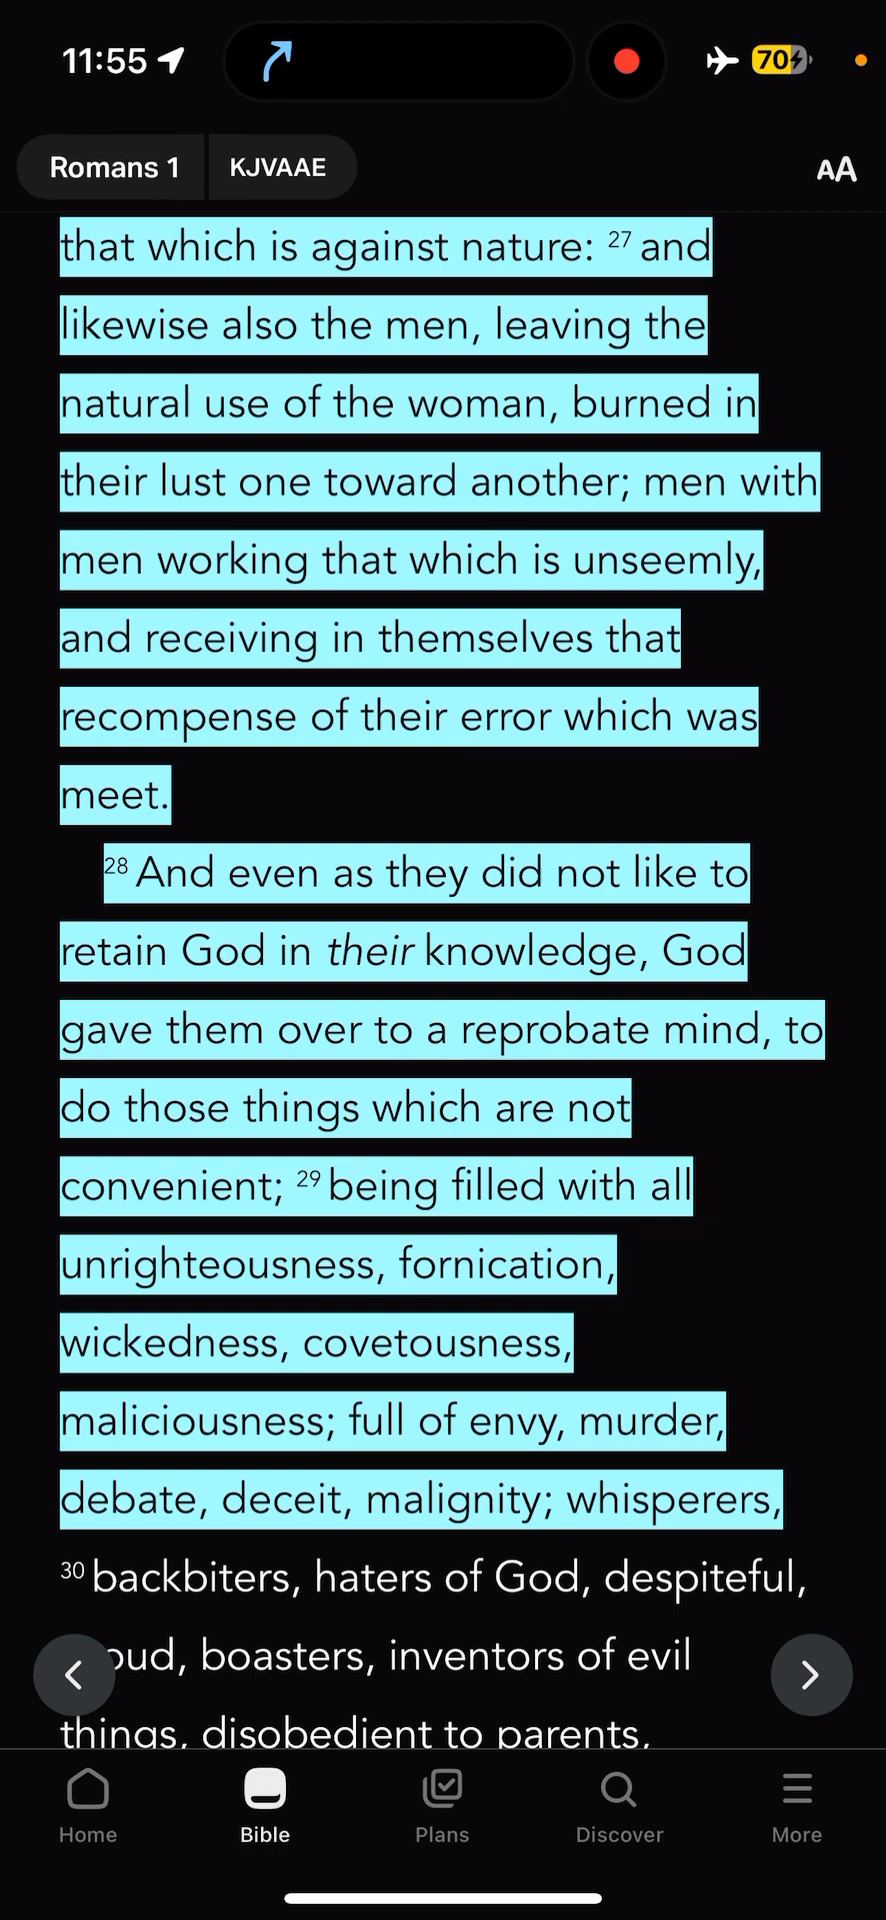 11:55
70
Romans 1 KJVAAE AA
that which is against nature: 27 and
likewise also the men, leaving the
natural use of the woman, burned in
their lust one toward another; men with
men working that which is unseemly,
and receiving in themselves that
recompense of their error which was
meet.
28 And even as they did not like to
retain God in their knowledge, God
gave them over to a reprobate mind, to
do those things which are not
convenient; 29 being filled with all
unrighteousness, fornication,
wickedness, covetousness,
maliciousness; full of envy, murder,
debate, deceit, malignity; whisperers,
30 backbiters, haters of God, despiteful,
oud, boasters, inventors of evil
things, disobedient to parents,
Home Bible Plans Discover More